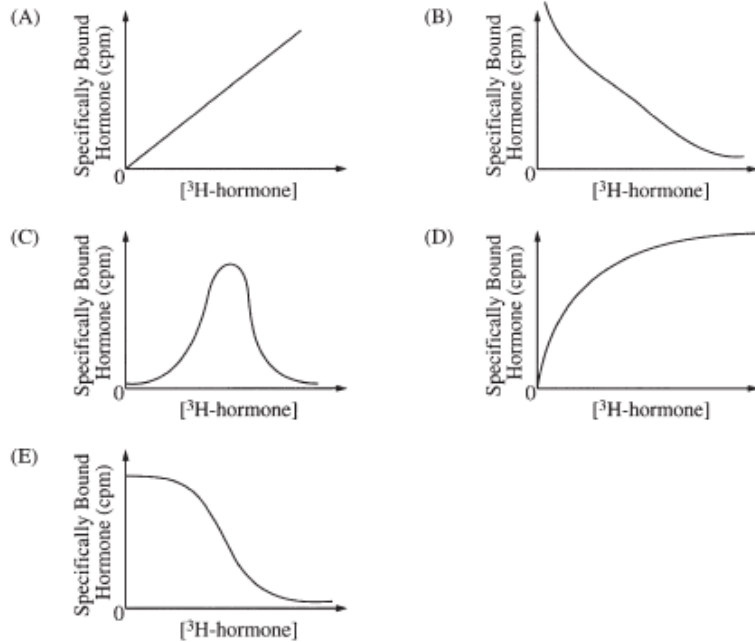 (A)
Specifically Bound
Hormone (cpm)
0
[³H-hormone]
(B)
Specifically Bound
Hormone (cpm)
0
[³H-hormone]
(C)
Specifically Bound
Hormone (cpm)
0
[³H-hormone]
(D)
Specifically Bound
Hormone (cpm)
0
[³H-hormone]
(E)
Specifically Bound
Hormone (cpm)
0
[³H-hormone]